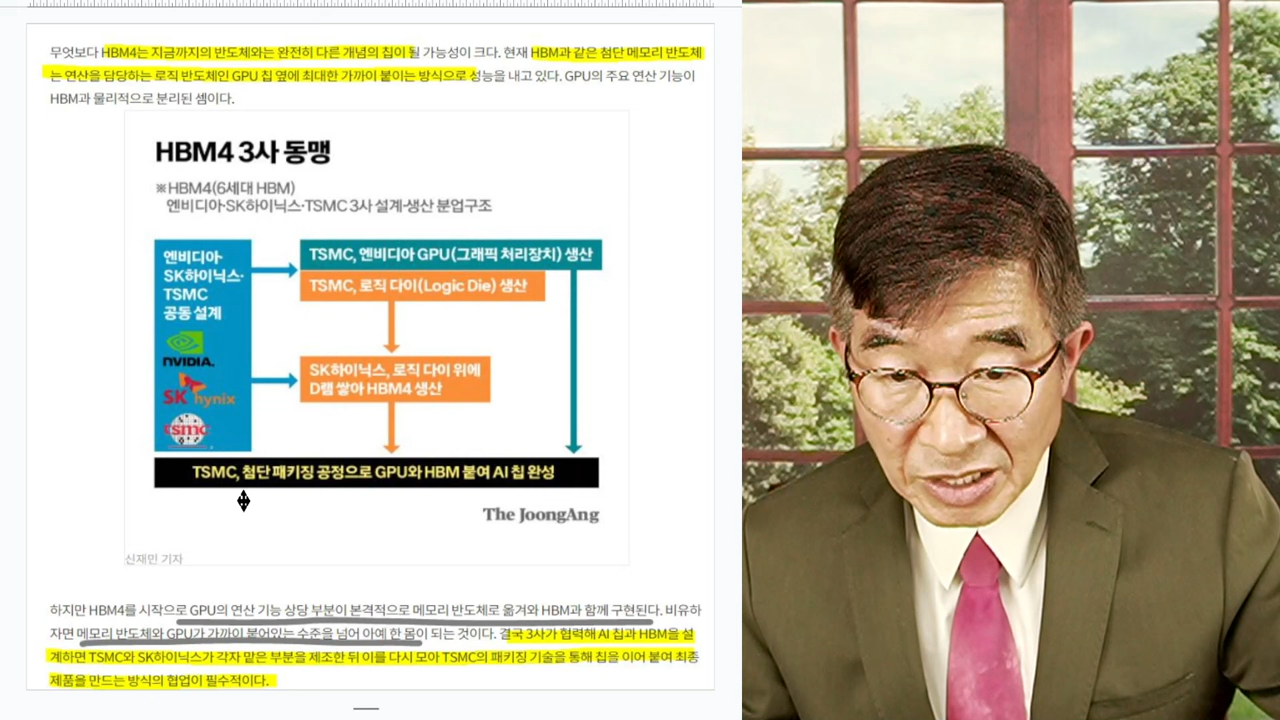 무엇보다 HBM4는 지금까지의 반도체와는 완전히 다른 개념의 칩이 될 가능성이 크다. 현재 HBM과 같은 첨단 메모리 반도체
는 연산을 담당하는 로직 반도체인 GPU 칩 옆에 최대한 가까이 붙이는 방식으로 성능을 내고 있다. GPU의 주요 연산 기능이
HBM과 물리적으로 분리된 셈이다.
HBM4 3사 동맹
※HBM4(6세대 HBM)
엔비디아·SK하이닉스·TSMC 3사 설계·생산 분업구조
엔비디아·
SK하이닉스·
TSMC
공동 설계
NVIDIA.
SK hynix
tsmc
TSMC, 엔비디아 GPU(그래픽 처리장치) 생산
TSMC, 로직 다이(Logic Die) 생산
SK하이닉스, 로직 다이 위에
D램 쌓아 HBM4 생산
TSMC, 첨단 패키징 공정으로 GPU와 HBM 붙여 AI 칩 완성
The JoongAng
신재민 기자
하지만 HBM4를 시작으로 GPU의 연산 기능 상당 부분이 본격적으로 메모리 반도체로 옮겨와 HBM과 함께 구현된다. 비유하
자면 메모리 반도체와 GPU가 가까이 붙어있는 수준을 넘어 아예 한 몸이 되는 것이다. 결국 3사가 협력해 AI 칩과 HBM을 설
계하면 TSMC와 SK하이닉스가 각자 맡은 부분을 제조한 뒤 이를 다시 모아 TSMC의 패키징 기술을 통해 칩을 이어 붙여 최종
제품을 만드는 방식의 협업이 필수적이다.